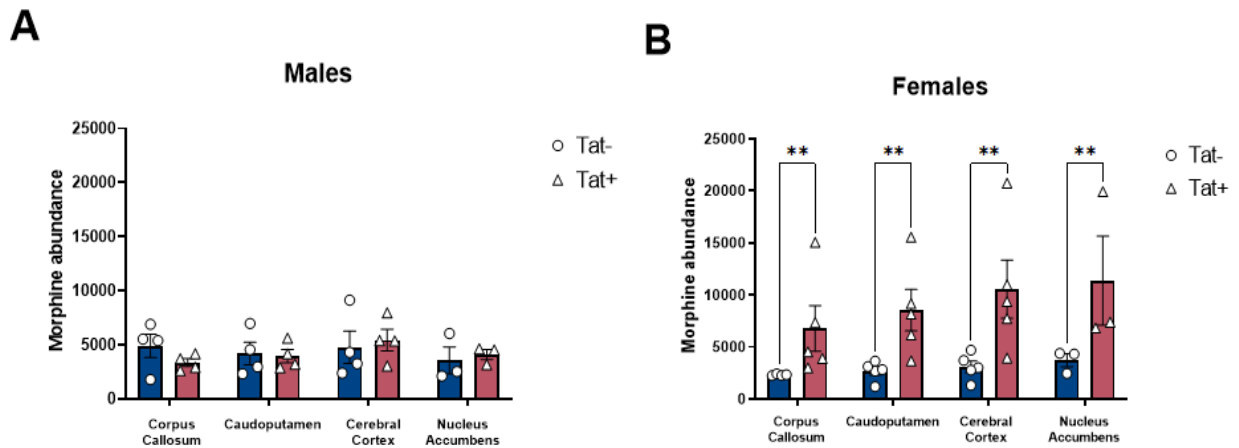 A
Males
Morphine abundance
25000
20000
15000
10000
5000
0
Corpus
Callosum
Caudoputamen
Cerebral
Cortex
Nucleus
Accumbens
Tat-
Tat+
B
Females
Morphine abundance
25000
20000
15000
10000
5000
0
**
**
**
**
Corpus
Callosum
Caudoputamen
Cerebral
Cortex
Nucleus
Accumbens
Tat-
Tat+